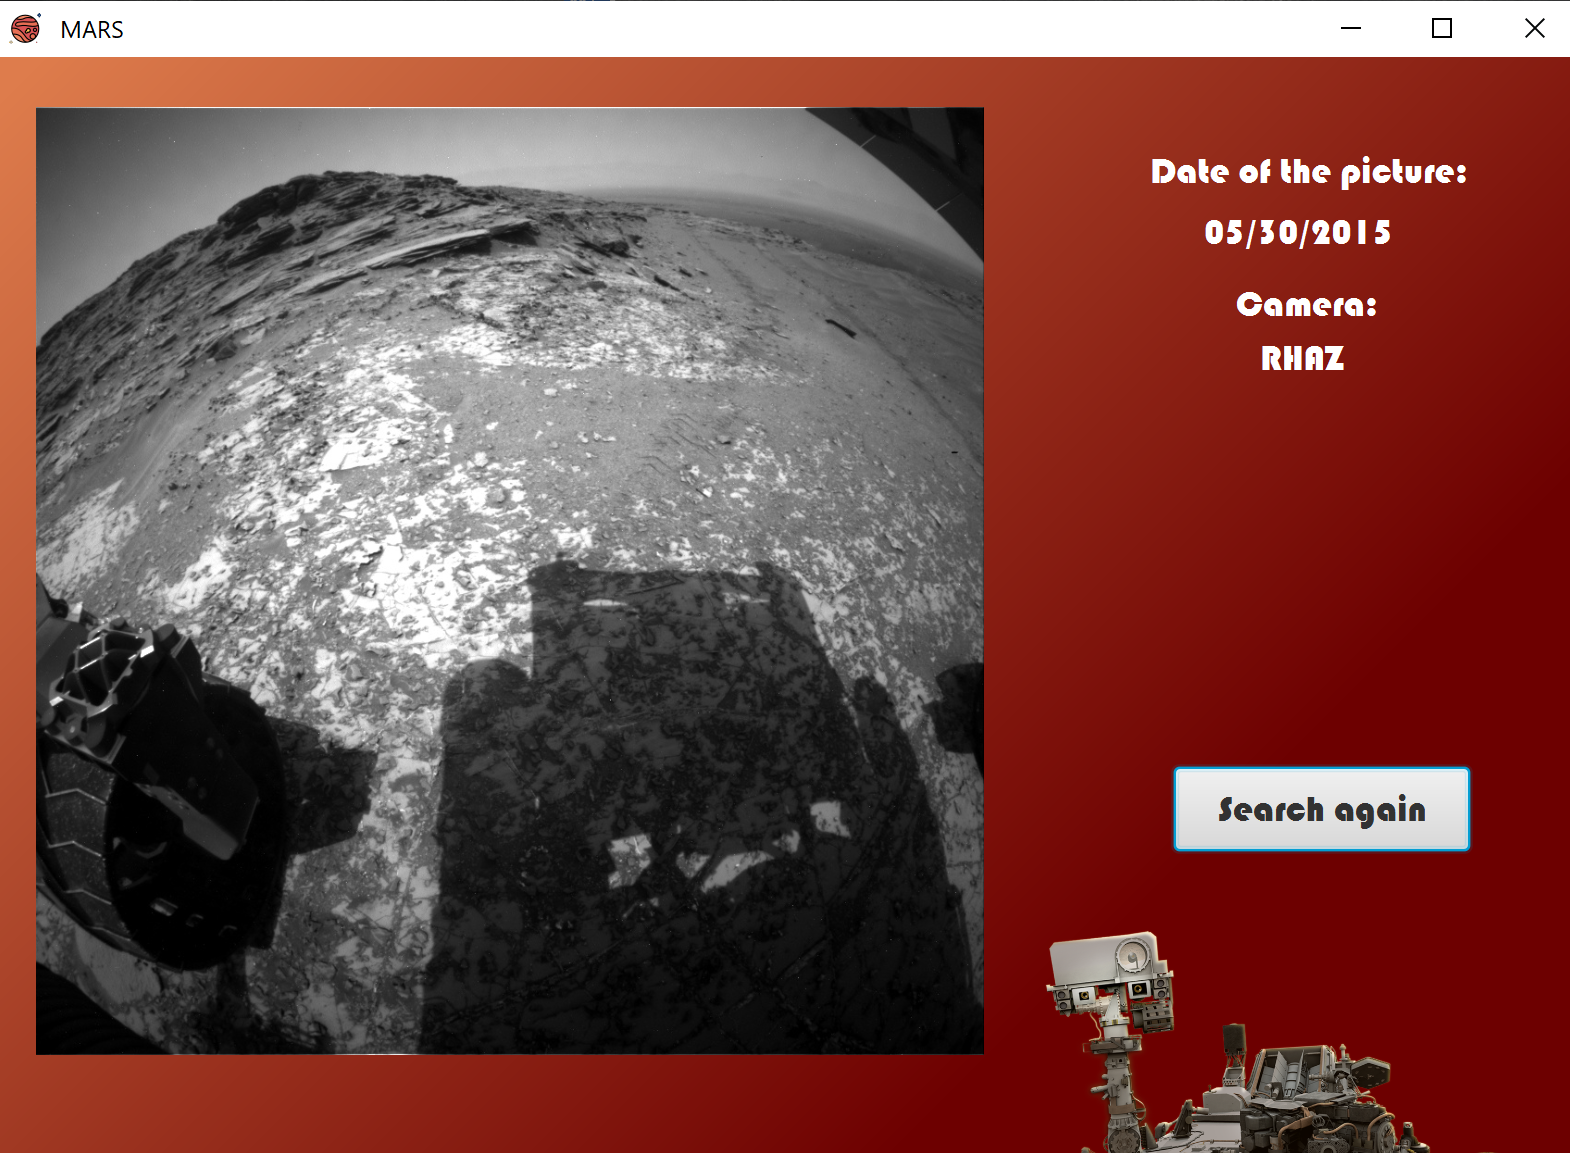 MARS
Date of the picture:
05/30/2015
Camera:
RHAZ
Search again